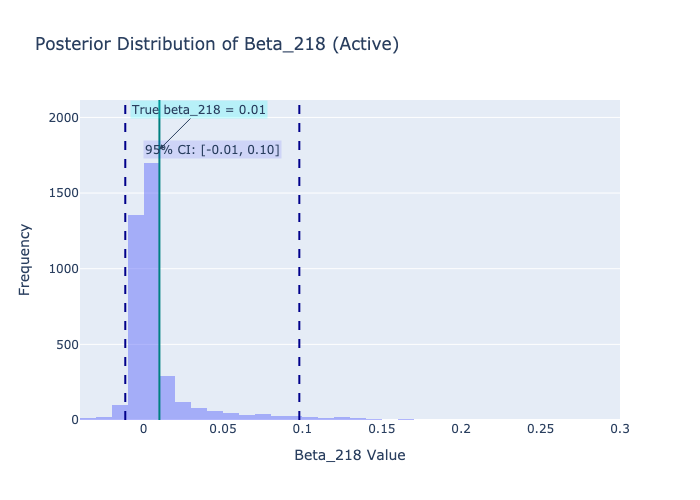 Posterior Distribution of Beta_218 (Active)
True beta_218 = 0.01
95% CI: [-0.01, 0.10]
2000
1500
1000
500
0
Frequency
0 0.05 0.1 0.15 0.2 0.25 0.3
Beta_218 Value